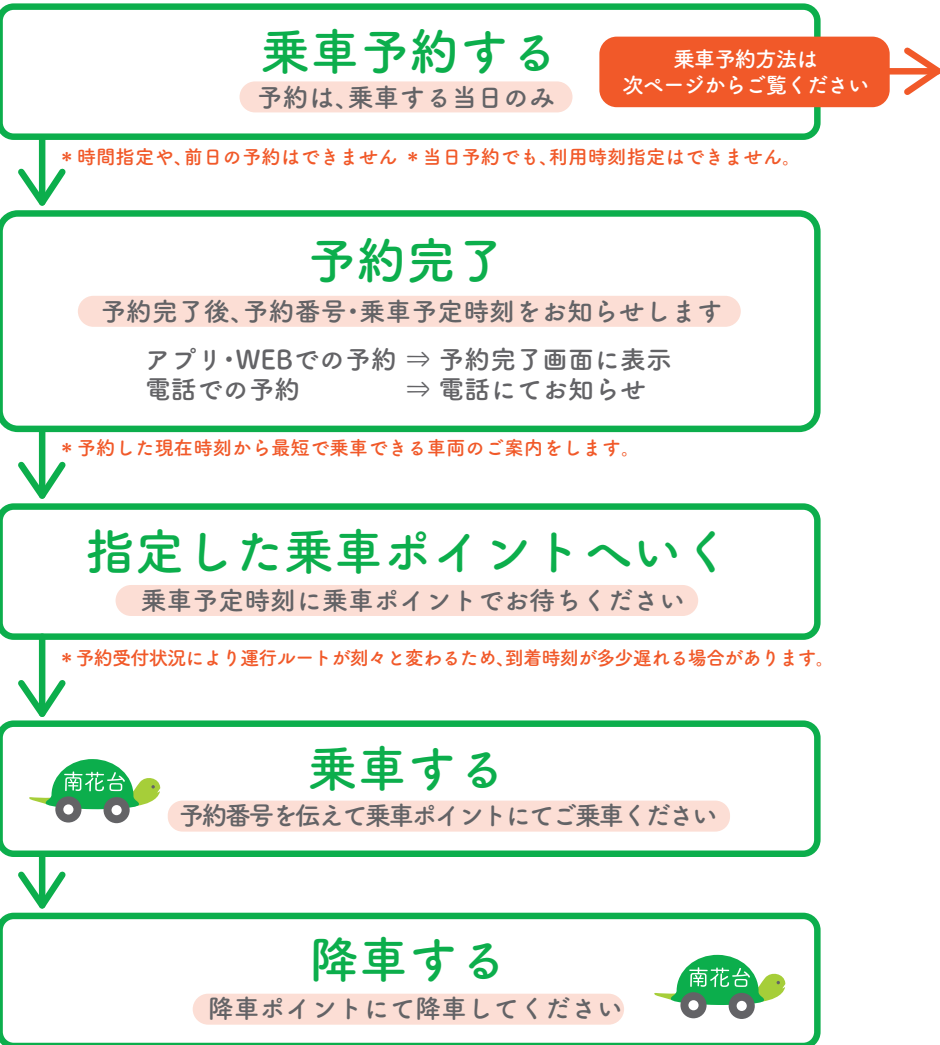 乗車予約する
予約は、乗車する当日のみ
乗車予約方法は
次ページからご覧ください
＊時間指定や、前日の予約はできません ＊当日予約でも、利用時刻指定はできません。
予約完了
予約完了後、予約番号・乗車予定時刻をお知らせします
アプリ・WEBでの予約 ⇒ 予約完了画面に表示
電話での予約 ⇒ 電話にてお知らせ
＊予約した現在時刻から最短で乗車できる車両のご案内をします。
指定した乗車ポイントへいく
乗車予定時刻に乗車ポイントでお待ちください
＊予約受付状況により運行ルートが刻々と変わるため、到着時刻が多少遅れる場合があります。
乗車する
南花台
予約番号を伝えて乗車ポイントにてご乗車ください
降車する
南花台
降車ポイントにて降車してください